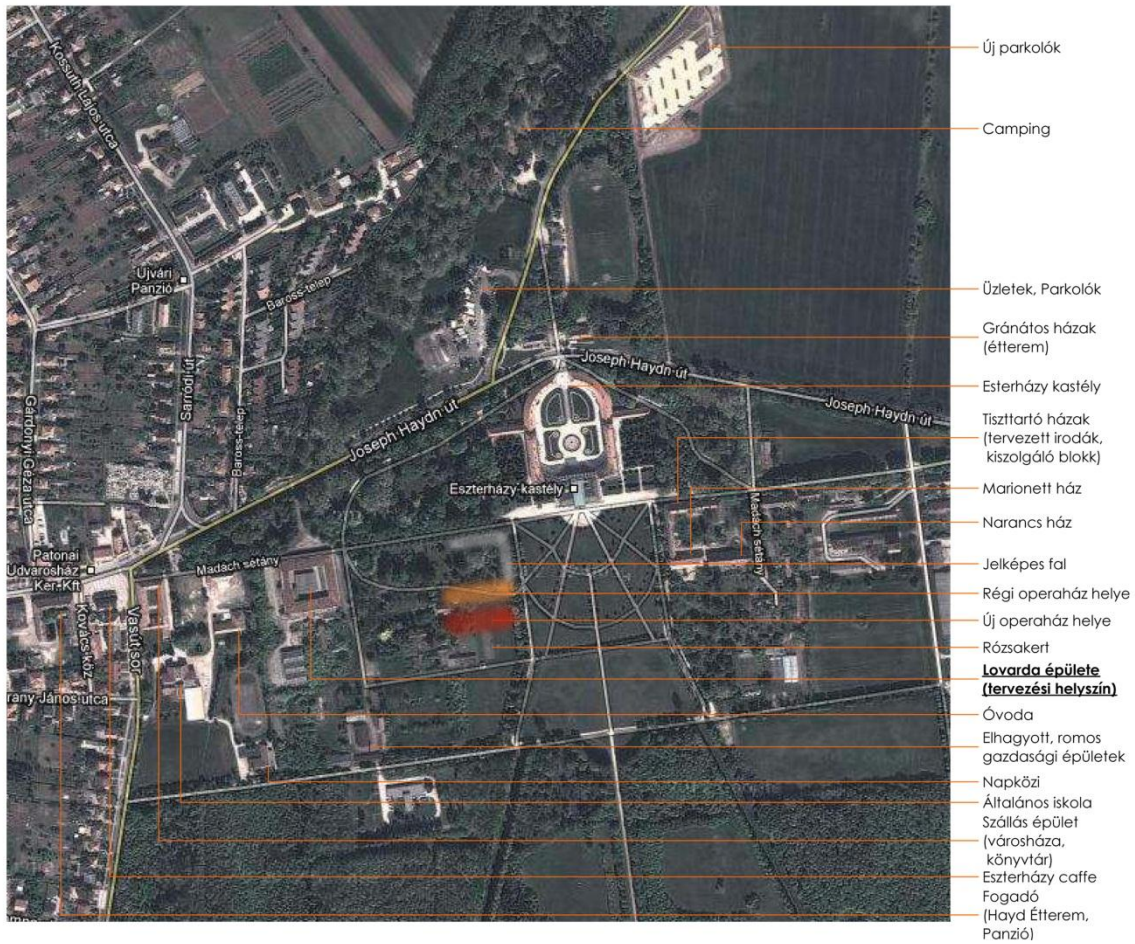 Új parkolók
Camping
Üzletek, Parkolók
Gránátos házak
(étterem)
Esterházy kastély
Tiszttartó házak
(tervezett irodák,
kiszolgáló blokk)
Marionett ház
Narancs ház
Jelképes fal
Régi operaház helye
Új operaház helye
Rózsakert
Lovarda épülete
(tervezési helyszín)
Óvoda
Elhagyott, romos
gazdasági épületek
Napközi
Általános iskola
Szállás épület
(városháza,
könyvtár)
Eszterházy caffe
Fogadó
(Hayd Étterem,
Panzió)
Kossuth Lajos utca
Újvári
Panzió
Baross-telep
Sarródi út
Baross-telep
Gárdonyi Géza utca
Joseph Haydn út
Joseph Haydn út
Joseph Haydn út
Eszterházy-kastély
Madách sétány
Patonai
Udvarosház
Ker. Kft
Madách sétány
Kovács köz
Vasút sor
rany János utca